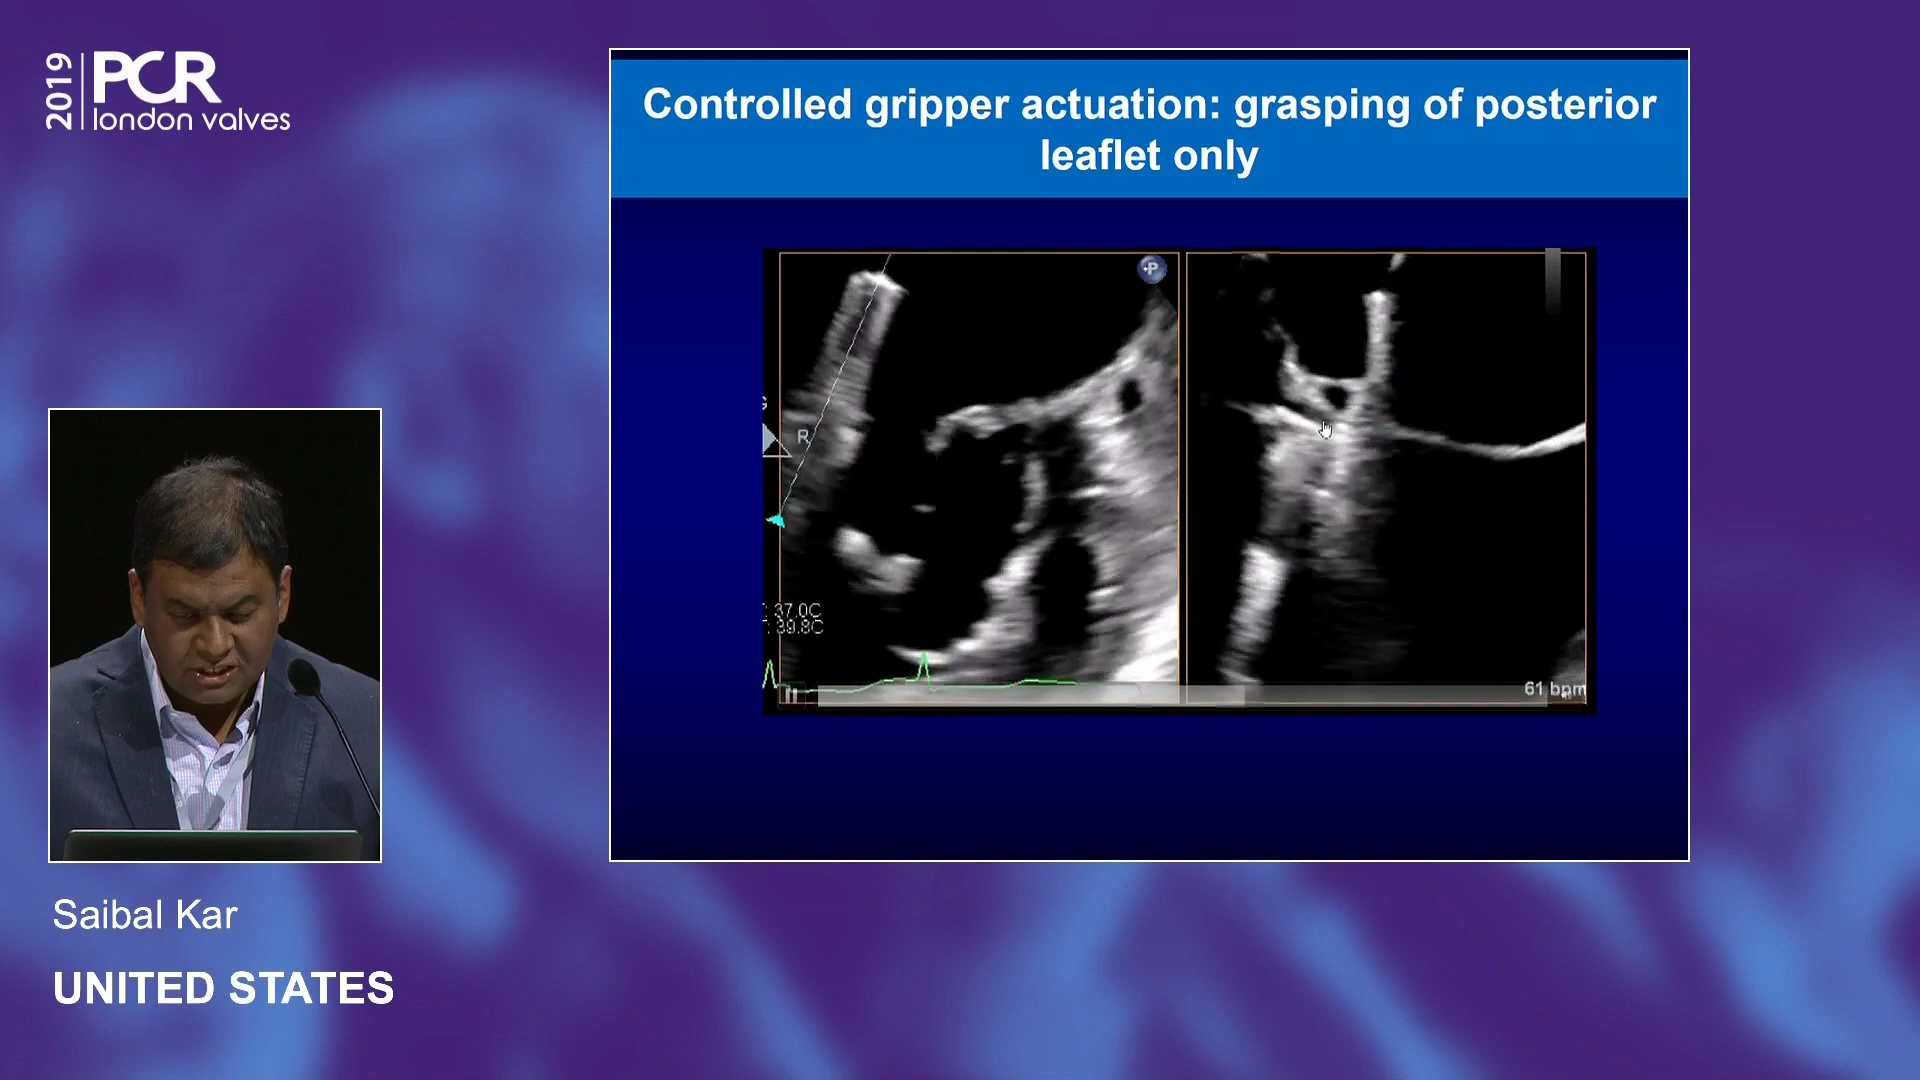 2019
PCR
london valves
Controlled gripper actuation: grasping of posterior
leaflet only
P
R
37.0C
39.8C
61 bpm
Saibal Kar
UNITED STATES